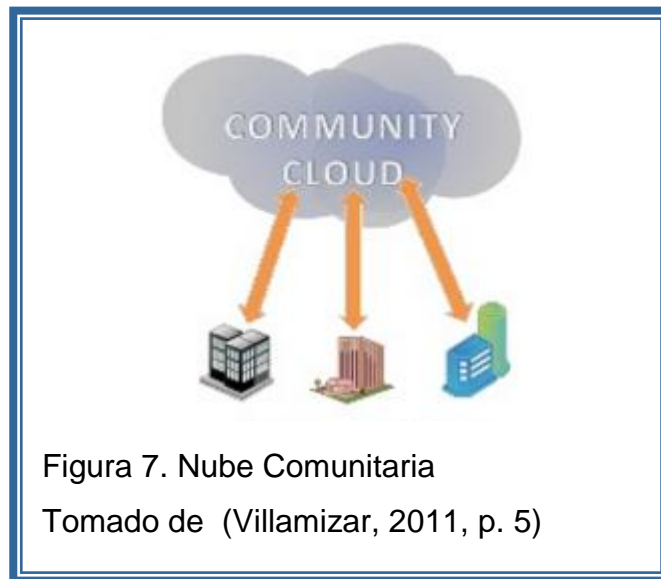 COMMUNITY
CLOUD
Figura 7. Nube Comunitaria
Tomado de  (Villamizar, 2011, p. 5)